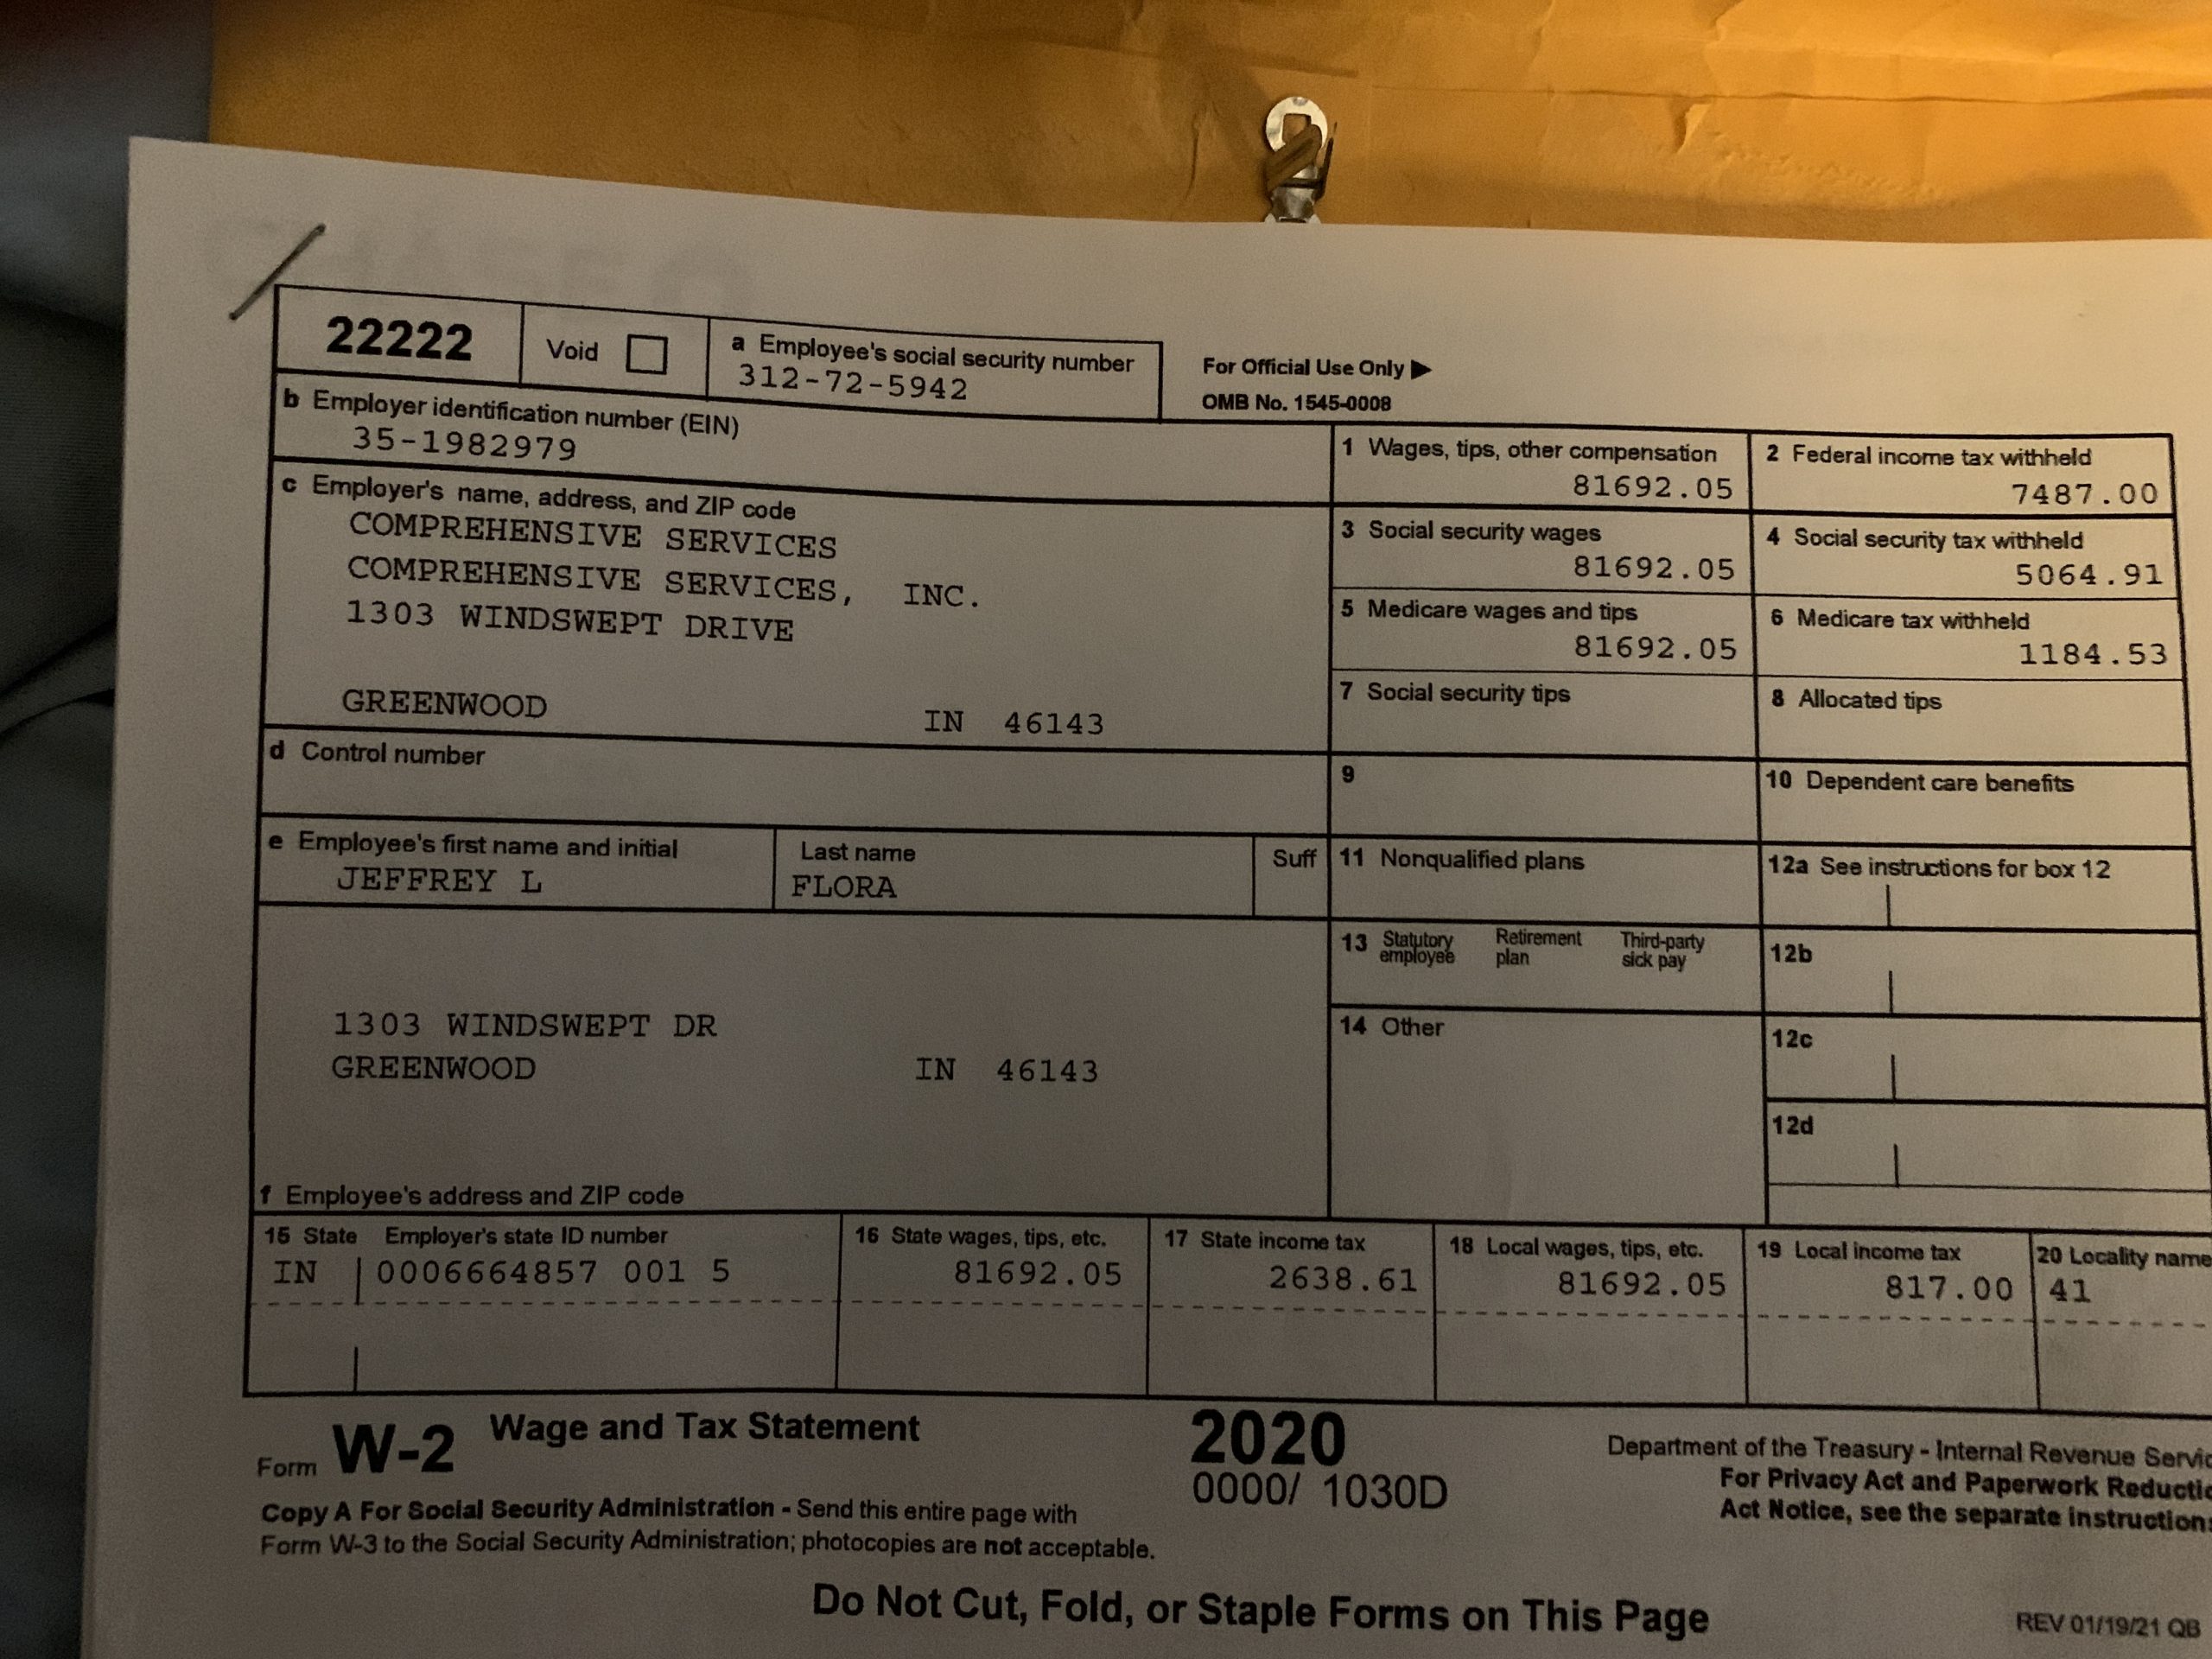 22222
Void
a Employee's social security number
312-72-5942
For Official Use Only ▶
OMB No. 1545-0008
b Employer identification number (EIN)
35-1982979
1 Wages, tips, other compensation
81692.05
2 Federal income tax withheld
7487.00
c Employer's name, address, and ZIP code
COMPREHENSIVE SERVICES
COMPREHENSIVE SERVICES, INC.
1303 WINDSWEPT DRIVE
GREENWOOD IN 46143
3 Social security wages
81692.05
4 Social security tax withheld
5064.91
5 Medicare wages and tips
81692.05
6 Medicare tax withheld
1184.53
7 Social security tips
8 Allocated tips
d Control number
9
10 Dependent care benefits
e Employee's first name and initial
JEFFREY L
Last name
FLORA
Suff
11 Nonqualified plans
12a See instructions for box 12
13 Statutory employee
Retirement plan
Third-party sick pay
12b
1303 WINDSWEPT DR
GREENWOOD IN 46143
14 Other
12c
12d
f Employee's address and ZIP code
15 State Employer's state ID number
IN 0006664857 001 5
16 State wages, tips, etc.
81692.05
17 State income tax
2638.61
18 Local wages, tips, etc.
81692.05
19 Local income tax
817.00
20 Locality name
41
Form W-2 Wage and Tax Statement
2020
0000/ 1030D
Department of the Treasury - Internal Revenue Servic
For Privacy Act and Paperwork Reductio
Act Notice, see the separate instructions
Copy A For Social Security Administration - Send this entire page with
Form W-3 to the Social Security Administration; photocopies are not acceptable.
Do Not Cut, Fold, or Staple Forms on This Page
REV 01/19/21 QB